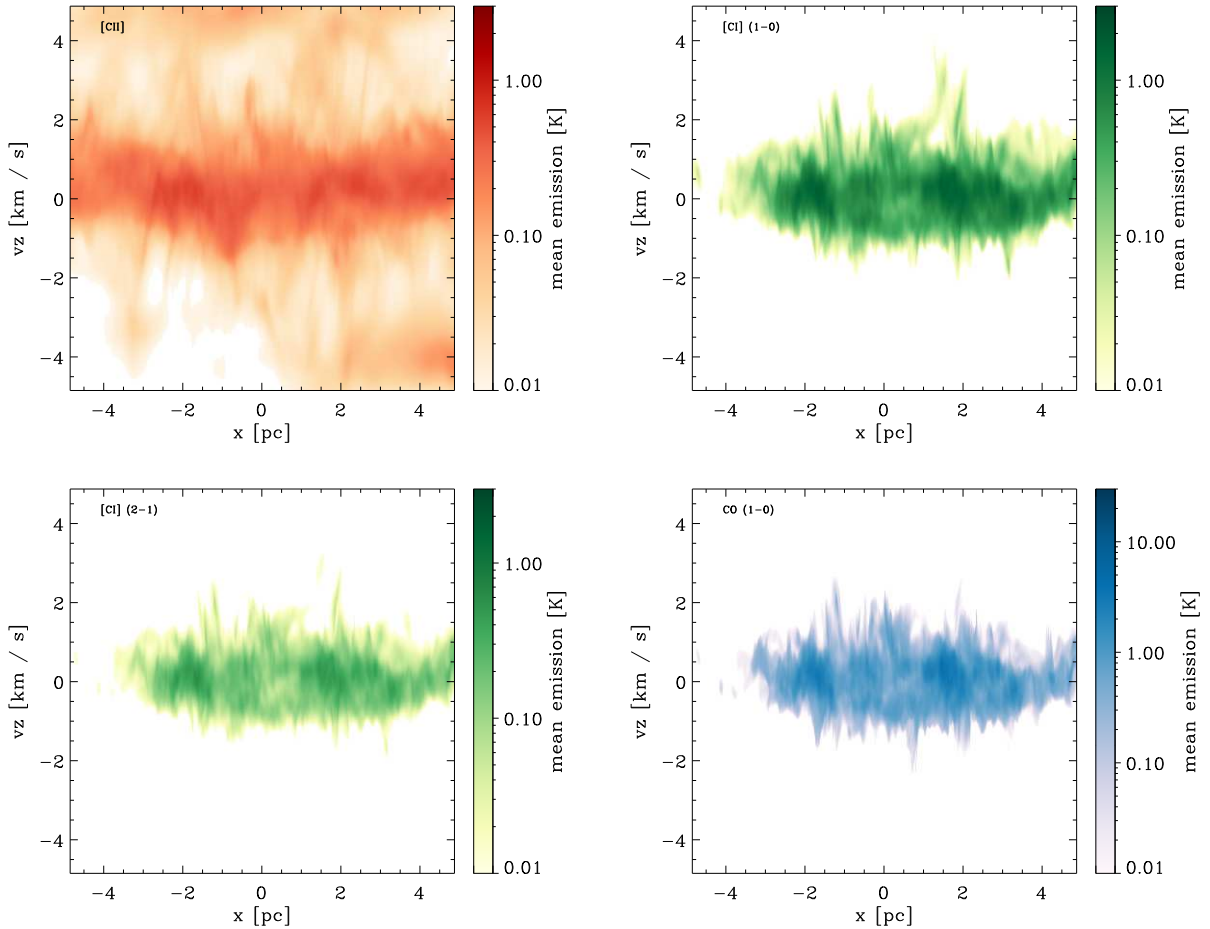 [CII]
4
2
0
−2
−4
vz [km / s]
−4 −2 0 2 4
x [pc]
1.00
0.10
0.01
mean emission [K]
[CI] (1-0)
4
2
0
−2
−4
vz [km / s]
−4 −2 0 2 4
x [pc]
1.00
0.10
0.01
mean emission [K]
[CI] (2-1)
4
2
0
−2
−4
vz [km / s]
−4 −2 0 2 4
x [pc]
1.00
0.10
0.01
mean emission [K]
CO (1-0)
4
2
0
−2
−4
vz [km / s]
−4 −2 0 2 4
x [pc]
10.00
1.00
0.10
0.01
mean emission [K]